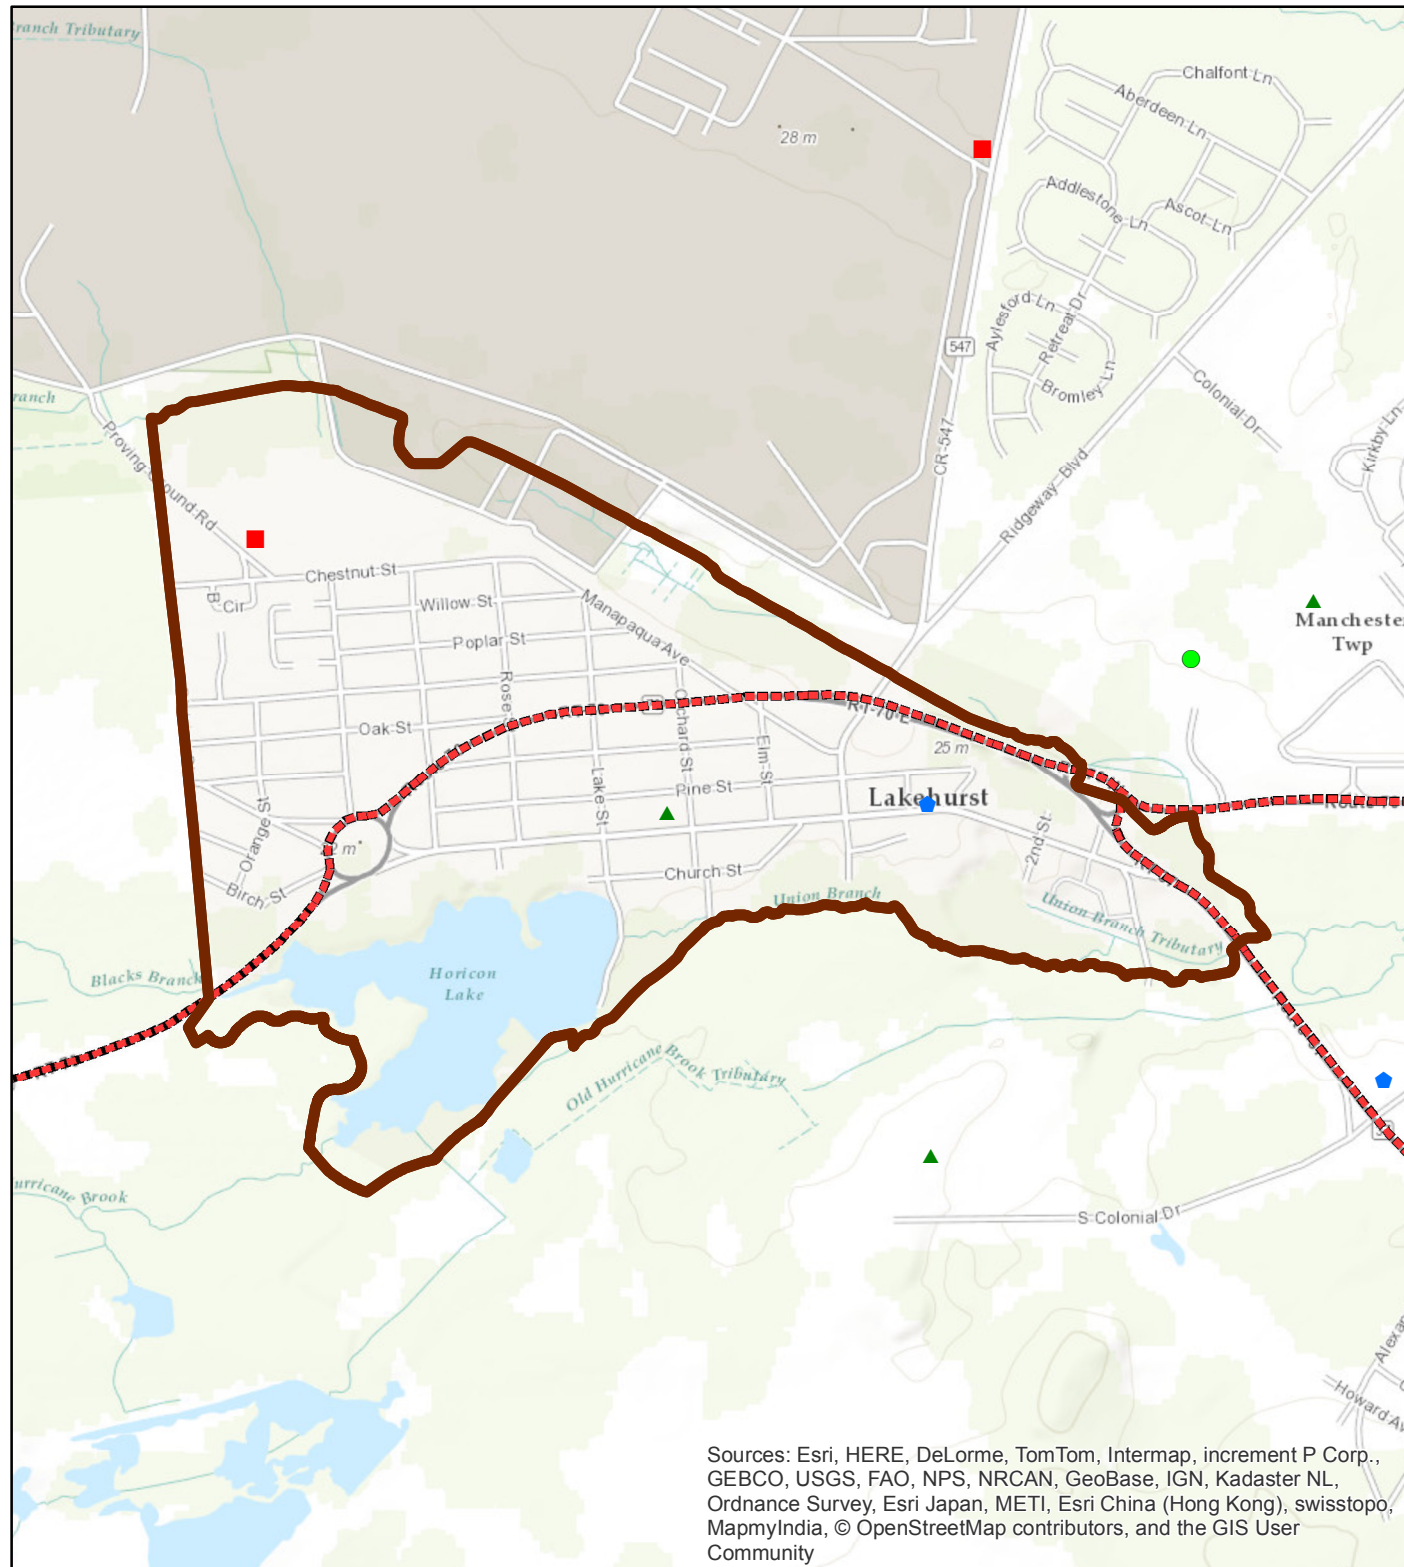 ranch Tributary
Chalfont Ln
Aberdeen Ln
28 m
Addlestone Ln
Ascot Ln
Aylesford Ln
Retreat Dr
547
Bromley Ln
Colonial Dr
ranch
Kirkby Ln
Proving Ground Rd
CR-547
Ridgeway Blvd
Chestnut St
B Cir
Willow St
Manapaqua Ave
Manchester
Twp
Poplar St
Rose St
Orchard St
Oak St
25 m
Elm St
Lake St
Pine St
Lakehurst
Orange St
2nd St
Birch St
Church St
Union Branch
Union Branch Tributary
Blacks Branch
Horicon
Lake
Old Hurricane Brook Tributary
urricane Brook
S Colonial Dr
Howard Av
Sources: Esri, HERE, DeLorme, TomTom, Intermap, increment P Corp.,
GEBCO, USGS, FAO, NPS, NRCAN, GeoBase, IGN, Kadaster NL,
Ordnance Survey, Esri Japan, METI, Esri China (Hong Kong), swisstopo,
MapmyIndia, © OpenStreetMap contributors, and the GIS User
Community